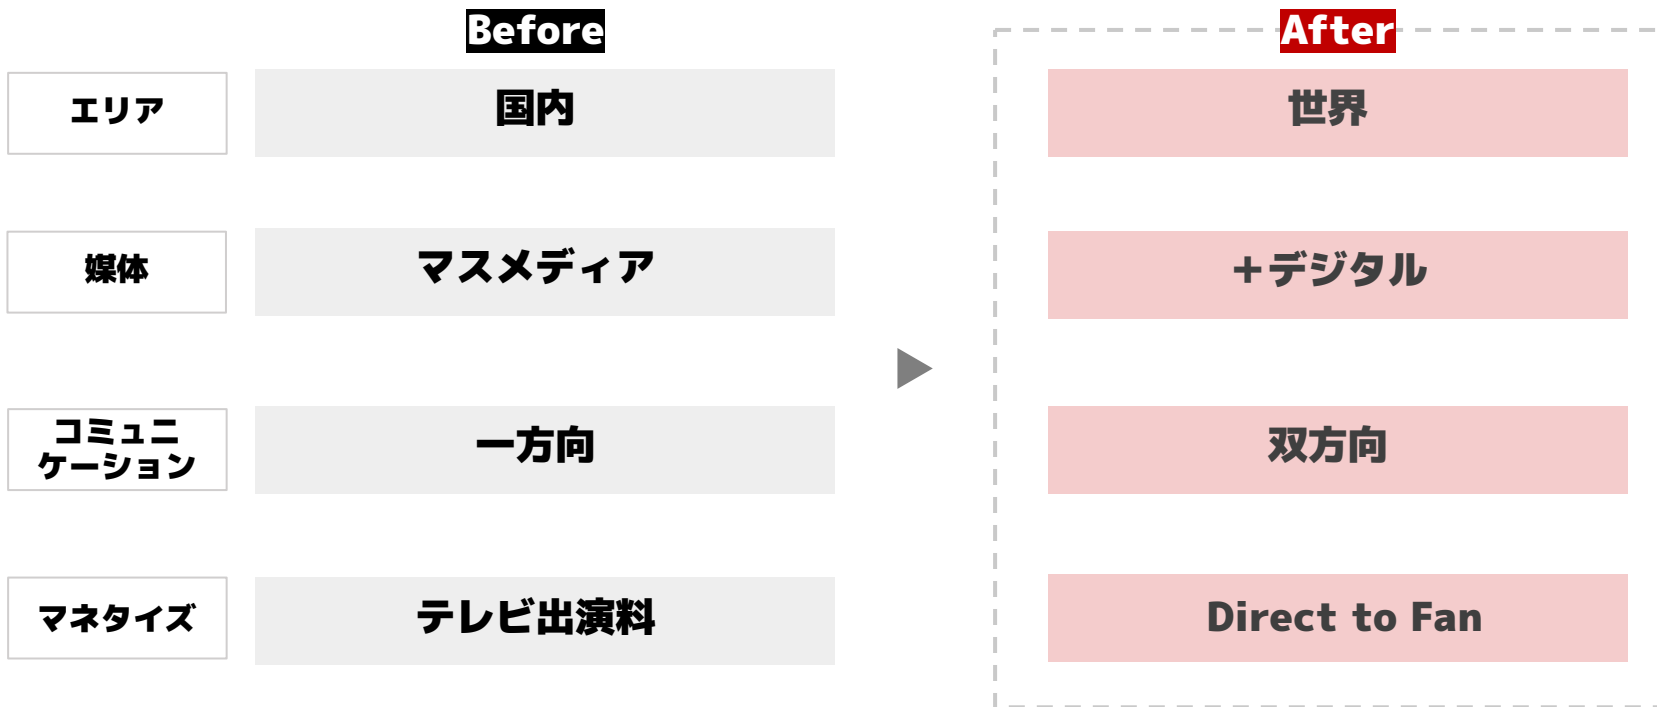 Before
After
エリア
国内
世界
媒体
マスメディア
＋デジタル
コミュニ
ケーション
一方向
双方向
マネタイズ
テレビ出演料
Direct to Fan